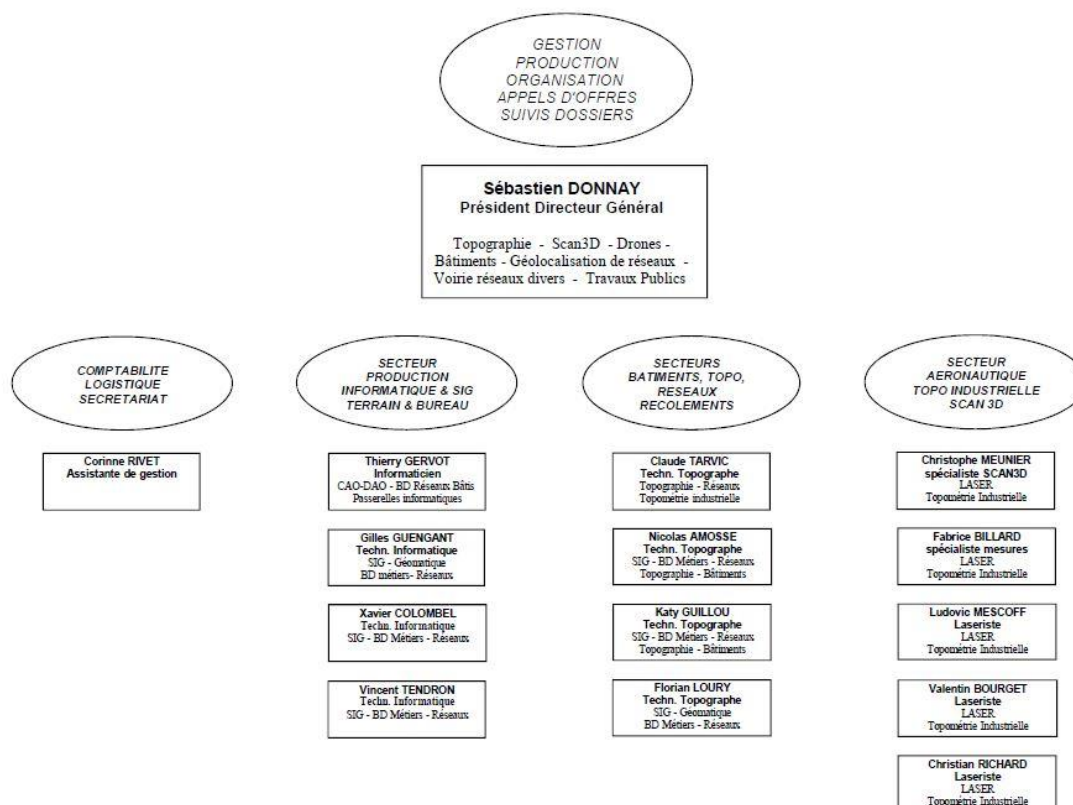 GESTION
PRODUCTION
ORGANISATION
APPELS D'OFFRES
SUIVIS DOSSIERS
Sébastien DONNAY
Président Directeur Général
Topographie - Scan3D - Drones -
Bâtiments - Géolocalisation de réseaux -
Voirie réseaux divers - Travaux Publics
COMPTABILITE
LOGISTIQUE
SECRETARIAT
Corinne RIVET
Assistante de gestion
SECTEUR
PRODUCTION
INFORMATIQUE & SIG
TERRAIN & BUREAU
Thierry GERVOT
Informaticien
CAO-DAO - BD Réseaux Bâtis
Passerelles informatiques
Gilles GUENGANT
Techn. Informatique
SIG - Géomatique
BD métiers- Réseaux
Xavier COLOMBEL
Techn. Informatique
SIG - BD Métiers - Réseaux
Vincent TENDRON
Techn. Informatique
SIG - BD Métiers - Réseaux
SECTEURS
BATIMENTS, TOPO,
RESEAUX
RECOLEMENTS
Claude TARVIC
Techn. Topographe
Topographie - Réseaux
Topométrie industrielle
Nicolas AMOSSE
Techn. Topographe
SIG - BD Métiers - Réseaux
Topographie - Bâtiments
Katy GUILLOU
Techn. Topographe
SIG - BD Métiers - Réseaux
Topographie - Bâtiments
Florian LOURY
Techn. Topographe
SIG - Géomatique
BD Métiers - Réseaux
SECTEUR
AERONAUTIQUE
TOPO INDUSTRIELLE
SCAN 3D
Christophe MEUNIER
spécialiste SCAN3D
LASER
Topométrie Industrielle
Fabrice BILLARD
spécialiste mesures
LASER
Topométrie Industrielle
Ludovic MESCOFF
Laseriste
LASER
Topométrie Industrielle
Valentin BOURGET
Laseriste
LASER
Topométrie Industrielle
Christian RICHARD
Laseriste
LASER
Topométrie Industrielle